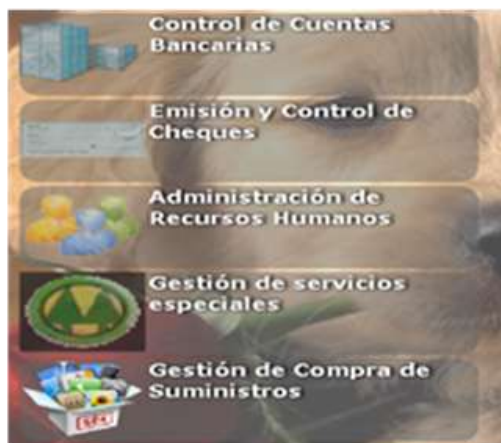 Control de Cuentas
Bancarias
Emisión y Control de
Cheques
Administración de
Recursos Humanos
Gestión de servicios
especiales
Gestión de Compra de
Suministros